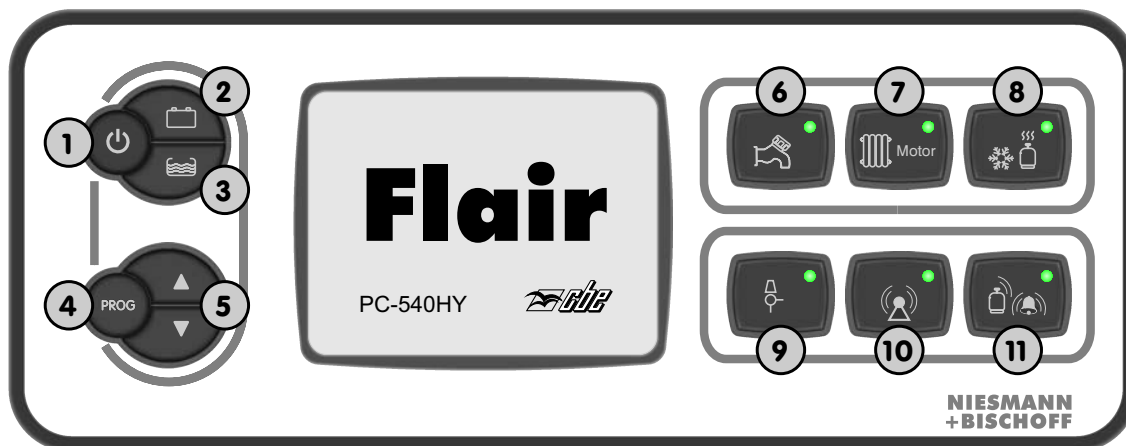 1
2
3
4
PROG
5
Flair
PC-540HY
cbe
6
7
8
Motor
9
10
11
NIESMANN
+BISCHOFF